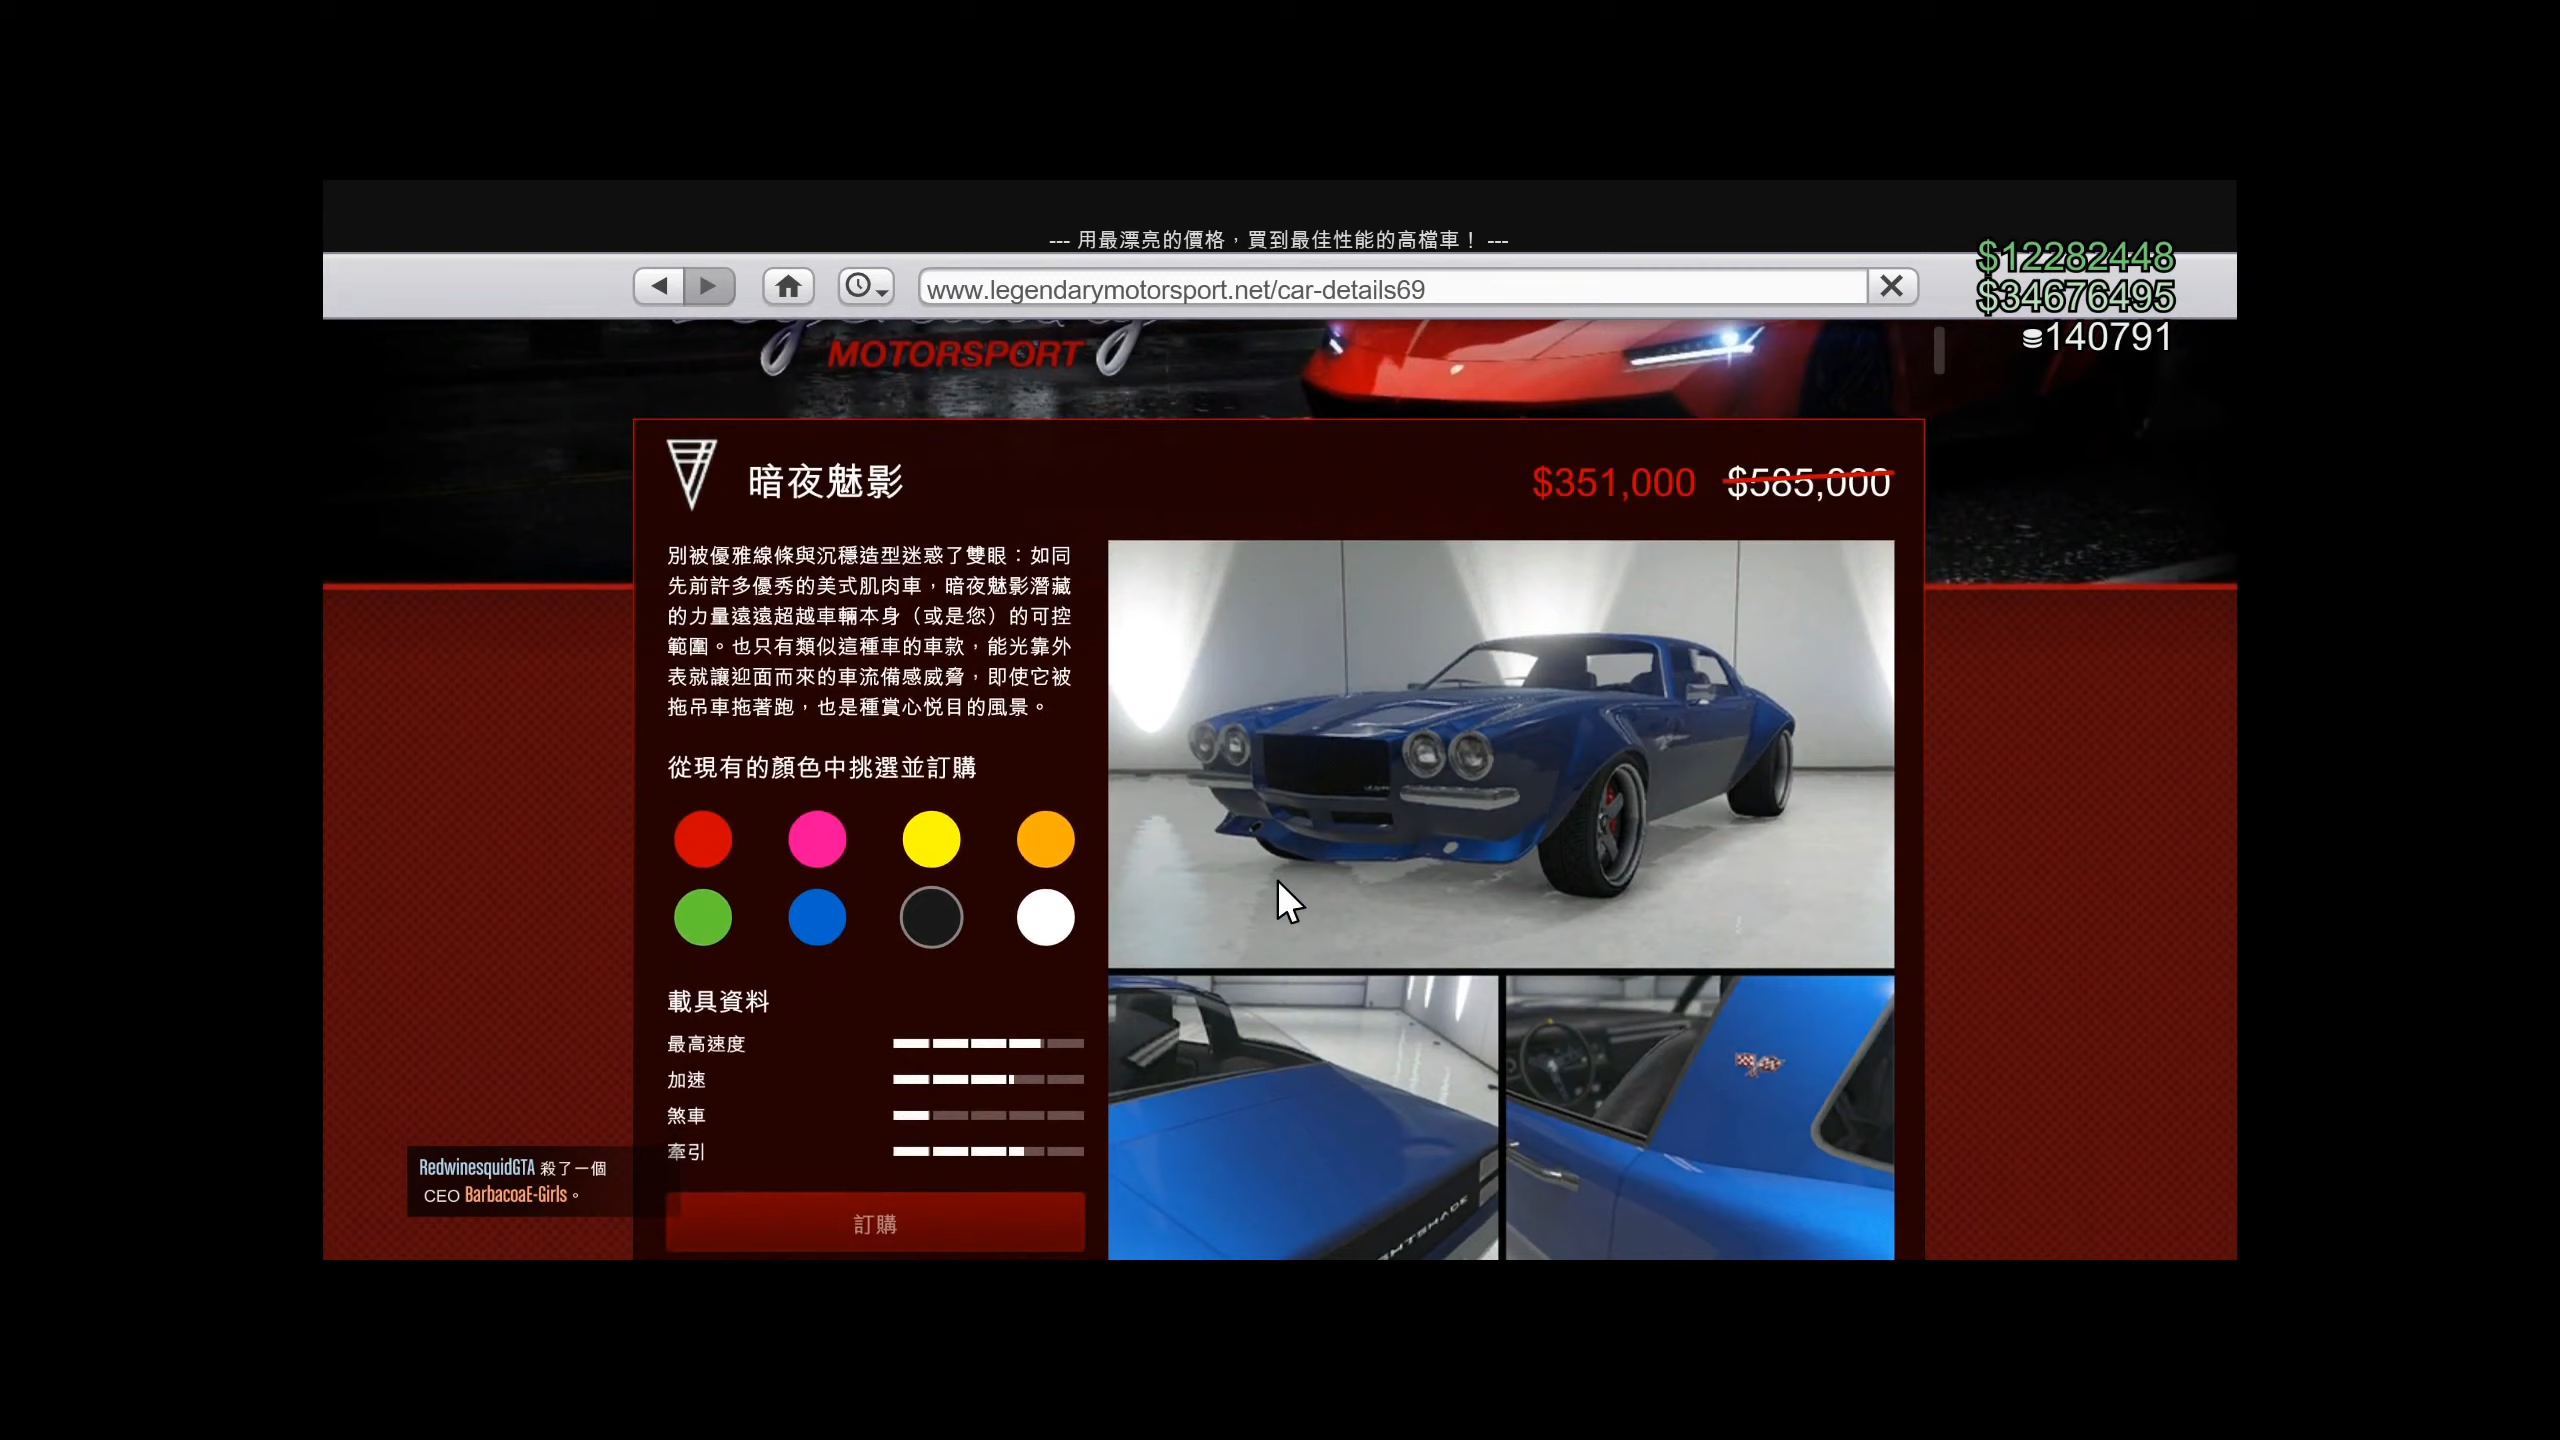 --- 用最漂亮的價格，買到最佳性能的高檔車！ ---
www.legendarymotorsport.net/car-details69
$12282448
$34676495
140791
MOTORSPORT
暗夜魅影
$351,000 $585,000
別被優雅線條與沉穩造型迷惑了雙眼：如同
先前許多優秀的美式肌肉車，暗夜魅影潛藏
的力量遠遠超越車輛本身（或是您）的可控
範圍。也只有類似這種車的車款，能光靠外
表就讓迎面而來的車流備感威脅，即使它被
拖吊車拖著跑，也是種賞心悅目的風景。
從現有的顏色中挑選並訂購
載具資料
最高速度
加速
煞車
牽引
訂購
RedwinesquidGTA 殺了一個
CEO BarbacoaE-Girls。